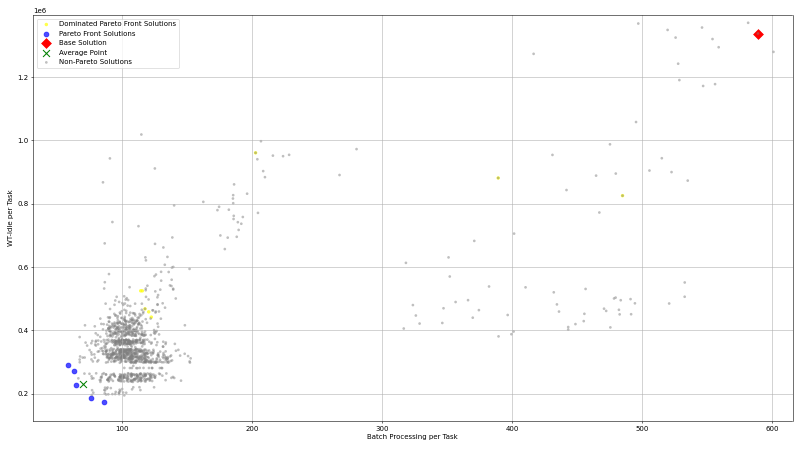 1e6
Dominated Pareto Front Solutions
Pareto Front Solutions
Base Solution
Average Point
Non-Pareto Solutions
1.2
1.0
0.8
0.6
0.4
0.2
WT-Idle per Task
100
200
300
400
500
600
Batch Processing per Task